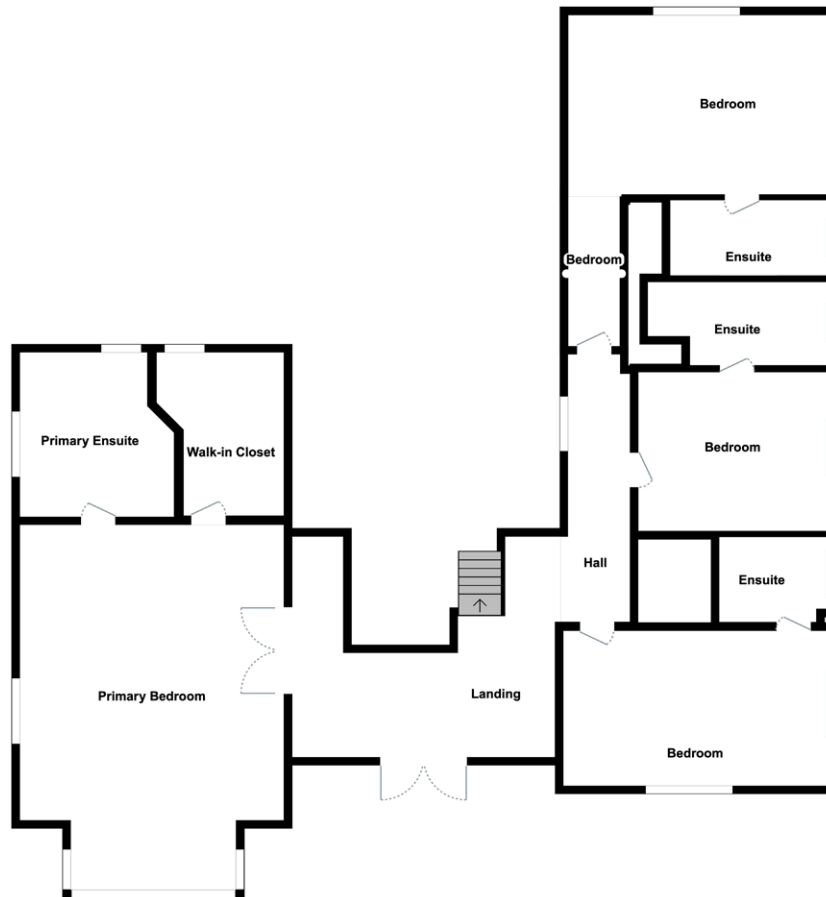 Bedroom
Ensuite
Bedroom
Ensuite
Primary Ensuite
Walk-in Closet
Bedroom
Hall
Ensuite
Primary Bedroom
Landing
Bedroom